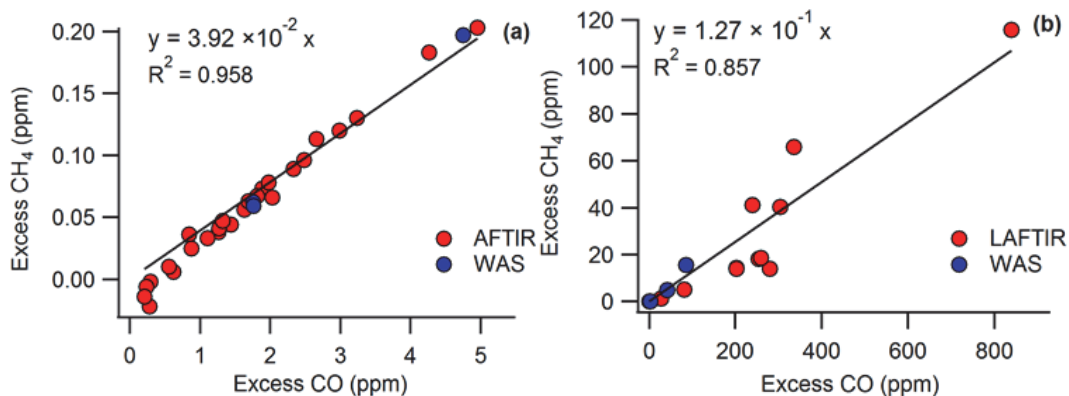 (a)
y = 3.92 ×10⁻² x
R² = 0.958
0.20
0.15
0.10
0.05
0.00
Excess CH₄ (ppm)
AFTIR
WAS
0 1 2 3 4 5
Excess CO (ppm)
(b)
y = 1.27 ×10⁻¹ x
R² = 0.857
120
100
80
60
40
20
0
Excess CH₄ (ppm)
LAFTIR
WAS
0 200 400 600 800
Excess CO (ppm)